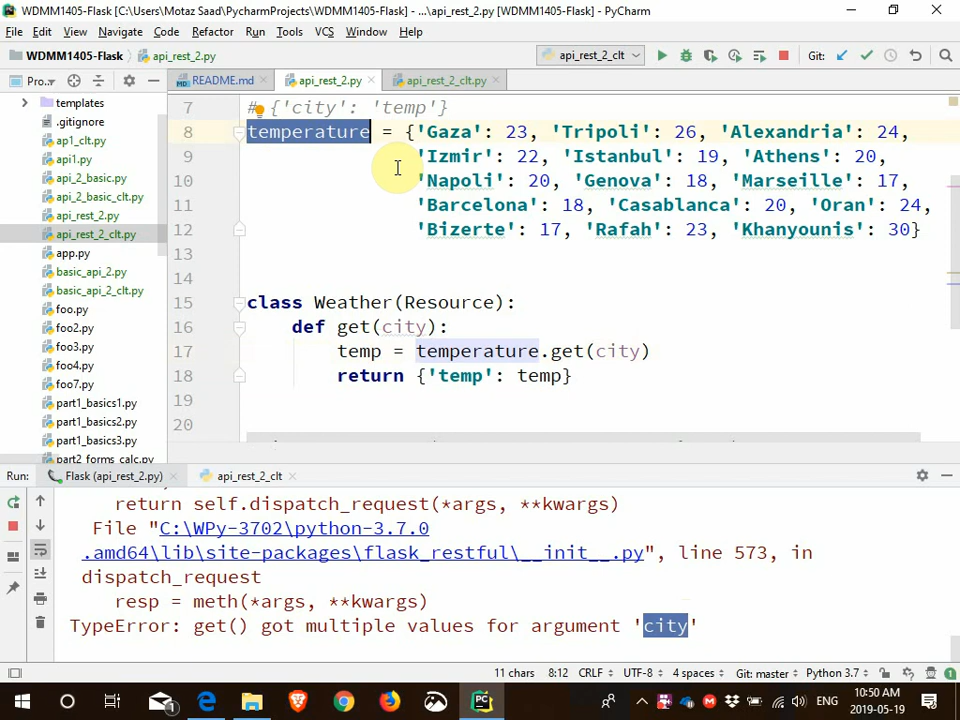 WDMM1405-Flask [C:\Users\Motaz Saad\PycharmProjects\WDMM1405-Flask] - ...\api_rest_2.py [WDMM1405-Flask] - PyCharm
File Edit View Navigate Code Refactor Run Tools VCS Window Help
WDMM1405-Flask api_rest_2.py api_rest_2_clt Git:
Pro... README.md api_rest_2.py api_rest_2_clt.py
templates
.gitignore
ap1_clt.py
api1.py
api_2_basic.py
api_2_basic_clt.py
api_rest_2.py
api_rest_2_clt.py
app.py
basic_api_2.py
basic_api_2_clt.py
foo.py
foo2.py
foo3.py
foo4.py
foo7.py
part1_basics1.py
part1_basics2.py
part1_basics3.py
part2_forms_calc.py
7 # {'city': 'temp'}
8 temperature = {'Gaza': 23, 'Tripoli': 26, 'Alexandria': 24,
9 'Izmir': 22, 'Istanbul': 19, 'Athens': 20,
10 'Napoli': 20, 'Genova': 18, 'Marseille': 17,
11 'Barcelona': 18, 'Casablanca': 20, 'Oran': 24,
12 'Bizerte': 17, 'Rafah': 23, 'Khanyounis': 30}
13
14
15 class Weather(Resource):
16 def get(city):
17 temp = temperature.get(city)
18 return {'temp': temp}
19
20
Run: Flask (api_rest_2.py) api_rest_2_clt
return self.dispatch_request(*args, **kwargs)
File "C:\WPy-3702\python-3.7.0
.amd64\lib\site-packages\flask_restful\__init__.py", line 573, in
dispatch_request
resp = meth(*args, **kwargs)
TypeError: get() got multiple values for argument 'city'
11 chars 8:12 CRLF UTF-8 4 spaces Git: master Python 3.7
ENG 10:50 AM
2019-05-19